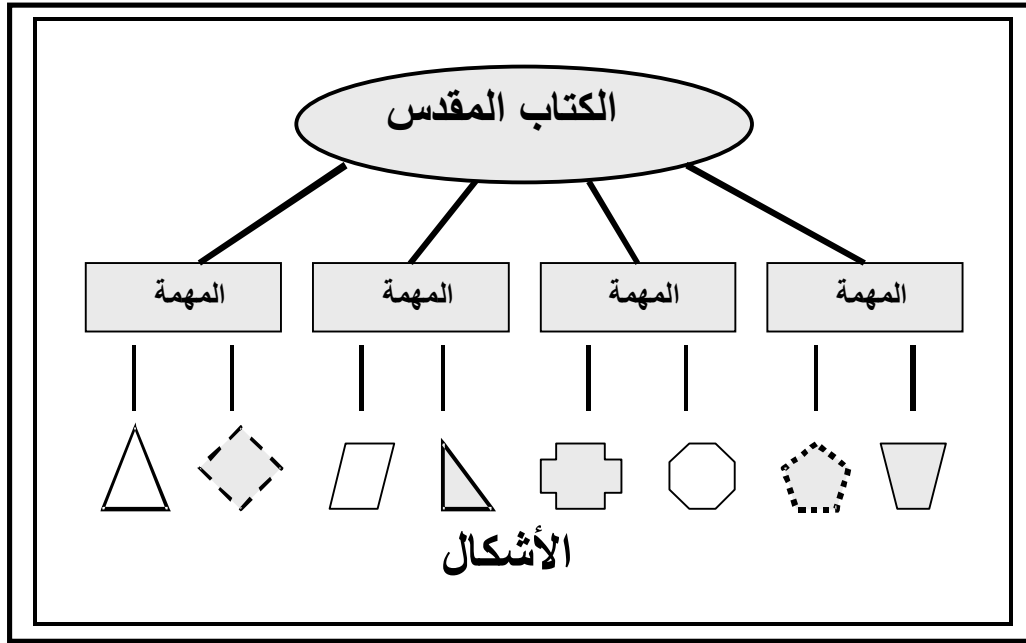 الكتاب المقدس
المهمة
المهمة
المهمة
المهمة
الأشكال